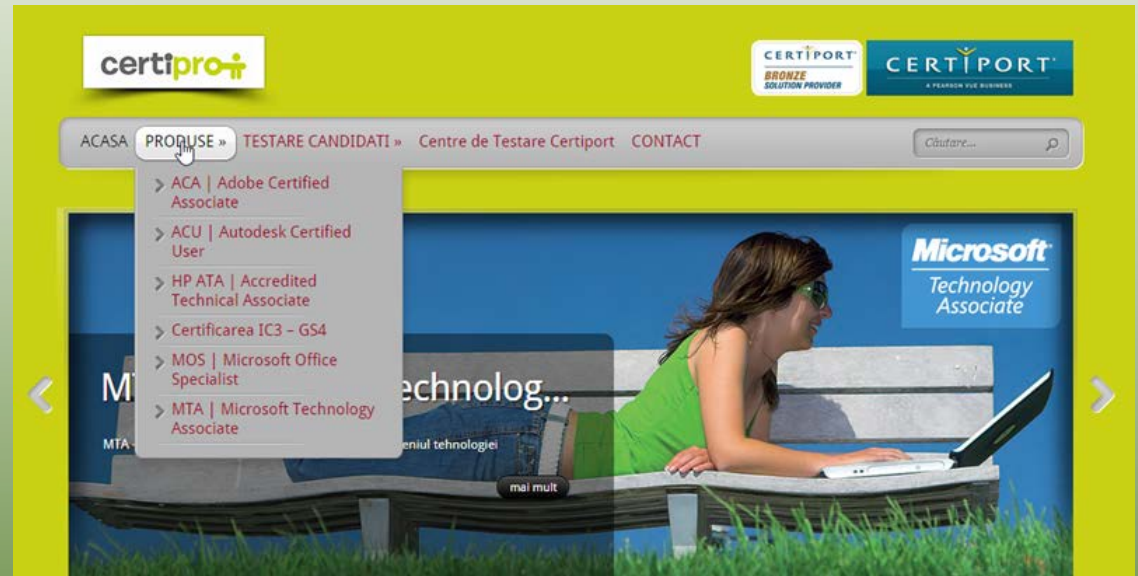 certipro
CERTIPORT
BRONZE
SOLUTION PROVIDER
CERTIPORT
A PEARSON VUE BUSINESS
ACASA PRODUSE » TESTARE CANDIDATI » Centre de Testare Certiport CONTACT
Căutare...
ACA | Adobe Certified
Associate
ACU | Autodesk Certified
User
HP ATA | Accredited
Technical Associate
Certificarea IC3 – GS4
MOS | Microsoft Office
Specialist
MTA | Microsoft Technology
Associate
Microsoft
Technology
Associate
M echnolog...
MTA eniul tehnologiei
mai mult